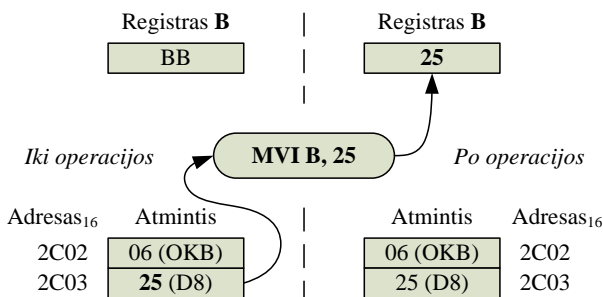 Registras B Registras B
BB 25
Iki operacijos MVI B, 25 Po operacijos
Adresas16 Atmintis Atmintis Adresas16
2C02 06 (OKB) 06 (OKB) 2C02
2C03 25 (D8) 25 (D8) 2C03